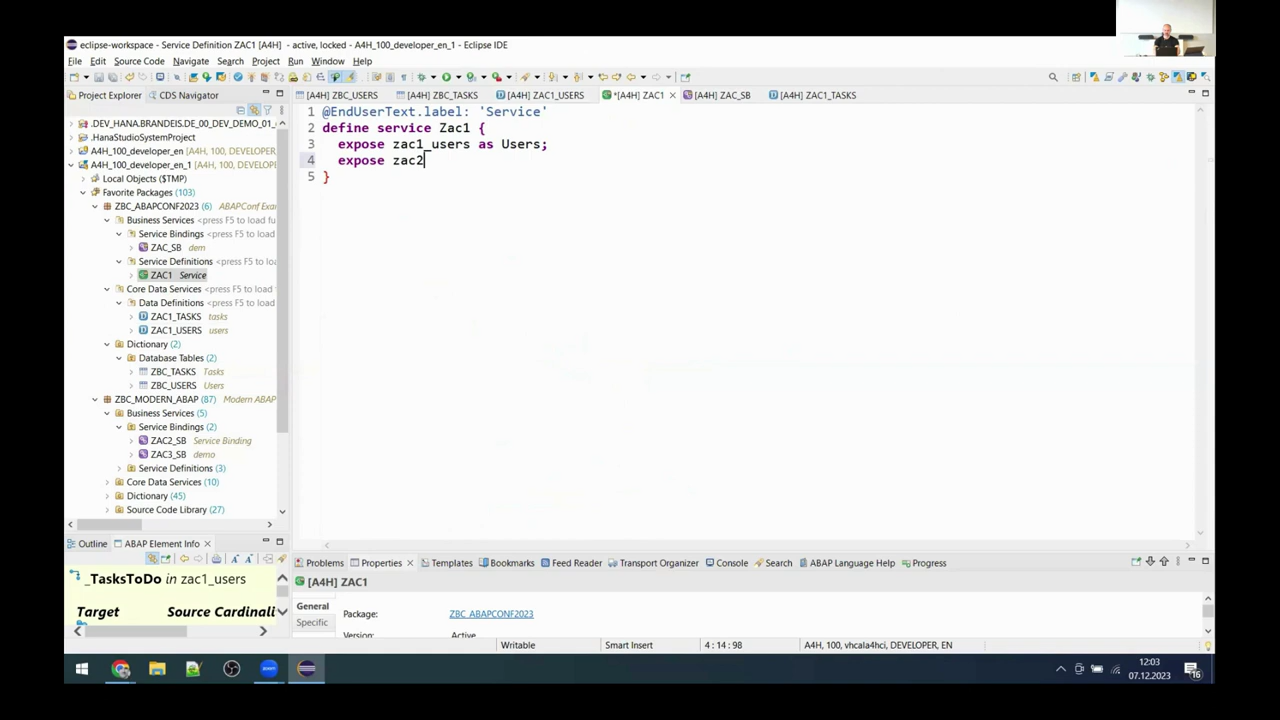 eclipse-workspace - Service Definition ZAC1 [A4H] - active, locked - A4H_100_developer_en_1 - Eclipse IDE
File Edit Source Code Navigate Search Project Run Window Help
Project Explorer CDS Navigator
[A4H] ZBC_USERS [A4H] ZBC_TASKS [A4H] ZAC1_USERS *[A4H] ZAC1 [A4H] ZAC_SB [A4H] ZAC1_TASKS
.DEV_HANA.BRANDEIS.DE_00_DEV_DEMO_01_
.HanaStudioSystemProject
A4H_100_developer_en [A4H, 100, DEVELOPER,
A4H_100_developer_en_1 [A4H, 100, DEVELOPE
Local Objects ($TMP)
Favorite Packages (103)
ZBC_ABAPCONF2023 (6) ABAPConf Exa
Business Services <press F5 to load fu
Service Bindings <press F5 to load
ZAC_SB dem
Service Definitions <press F5 to loa
ZAC1 Service
Core Data Services <press F5 to load
Data Definitions <press F5 to load
ZAC1_TASKS tasks
ZAC1_USERS users
Dictionary (2)
Database Tables (2)
ZBC_TASKS Tasks
ZBC_USERS Users
ZBC_MODERN_ABAP (87) Modern ABAP
Business Services (5)
Service Bindings (2)
ZAC2_SB Service Binding
ZAC3_SB demo
Service Definitions (3)
Core Data Services (10)
Dictionary (45)
Source Code Library (27)
1 @EndUserText.label: 'Service'
2 define service Zac1 {
3 expose zac1_users as Users;
4 expose zac2
5 }
Outline ABAP Element Info
_TasksToDo in zac1_users
Target Source Cardinali
Problems Properties Templates Bookmarks Feed Reader Transport Organizer Console Search ABAP Language Help Progress
[A4H] ZAC1
General
Specific
Package: ZBC_ABAPCONF2023
Version: Active
Writable Smart Insert 4 : 14 : 98 A4H, 100, vhcala4hci, DEVELOPER, EN
zoom
12:03
07.12.2023
16